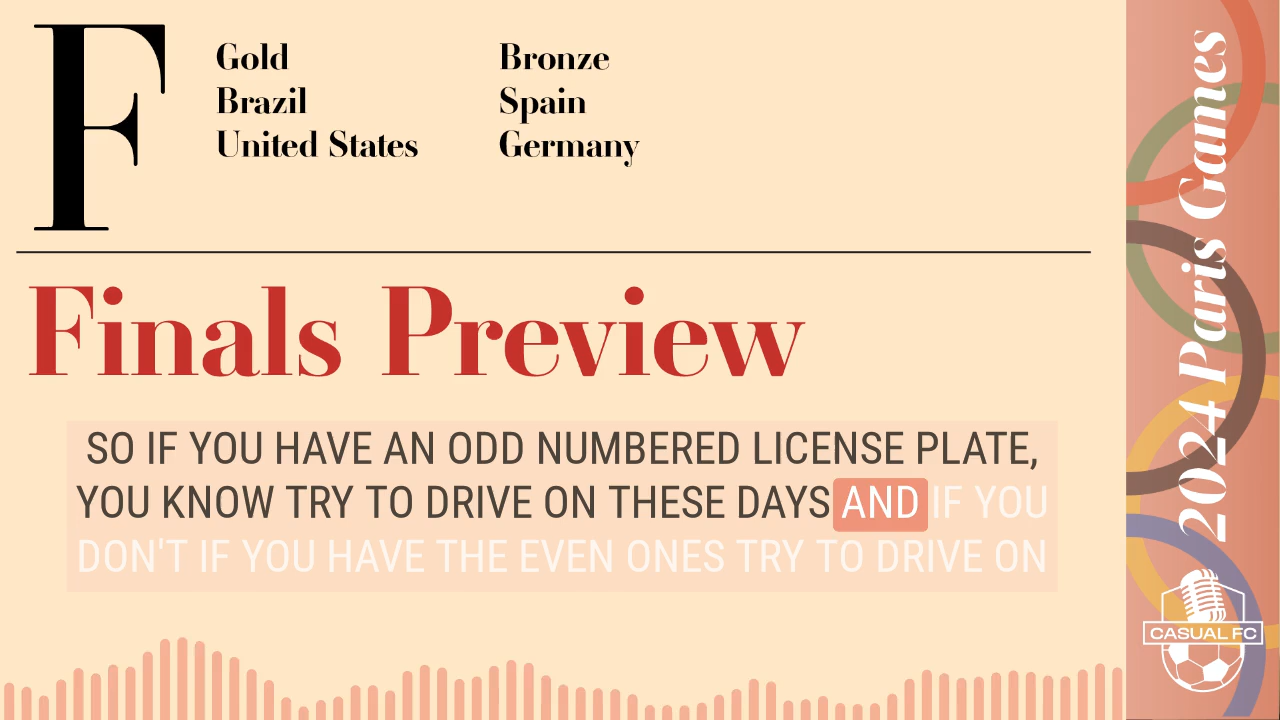 F
Gold
Brazil
United States
Bronze
Spain
Germany
Finals Preview
SO IF YOU HAVE AN ODD NUMBERED LICENSE PLATE,
YOU KNOW TRY TO DRIVE ON THESE DAYS AND IF YOU
DON'T IF YOU HAVE THE EVEN ONES TRY TO DRIVE ON
2024 Paris Games
CASUAL FC